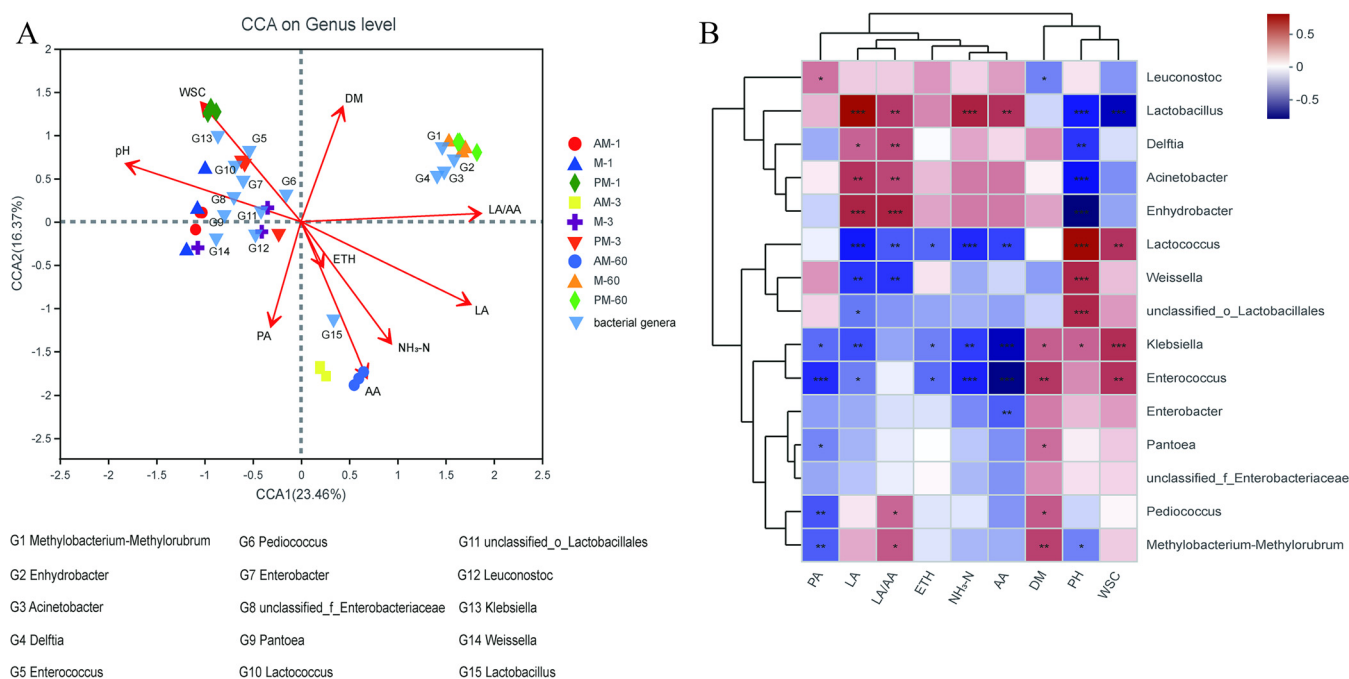 A
CCA on Genus level
CCA2(16.37%)
2
1.5
1
0.5
0
-0.5
-1
-1.5
-2
-2.5
WSC
DM
pH
LA/AA
ETH
LA
PA
NH₃-N
AA
G13
G5
G10
G7
G6
G8
G11
G9
G14
G12
G1
G2
G4
G3
G15
-2.5 -2 -1.5 -1 -0.5 0 0.5 1 1.5 2 2.5
CCA1(23.46%)
AM-1
M-1
PM-1
AM-3
M-3
PM-3
AM-60
M-60
PM-60
bacterial genera
G1 Methylobacterium-Methylorubrum
G2 Enhydrobacter
G3 Acinetobacter
G4 Delftia
G5 Enterococcus
G6 Pediococcus
G7 Enterobacter
G8 unclassified_f_Enterobacteriaceae
G9 Pantoea
G10 Lactococcus
G11 unclassified_o_Lactobacillales
G12 Leuconostoc
G13 Klebsiella
G14 Weissella
G15 Lactobacillus
B
0.5
0
-0.5
* * Leuconostoc
*** ** *** ** *** *** Lactobacillus
* ** ** Delftia
** ** *** Acinetobacter
*** *** *** Enhydrobacter
*** ** * *** ** *** ** Lactococcus
** ** *** Weissella
* *** unclassified_o_Lactobacillales
* ** * ** *** * * *** Klebsiella
*** * * *** *** ** ** Enterococcus
** Enterobacter
* * Pantoea
unclassified_f_Enterobacteriaceae
** * * Pediococcus
** * ** * Methylobacterium-Methylorubrum
PA LA LA/AA ETH NH₃-N AA DM PH WSC